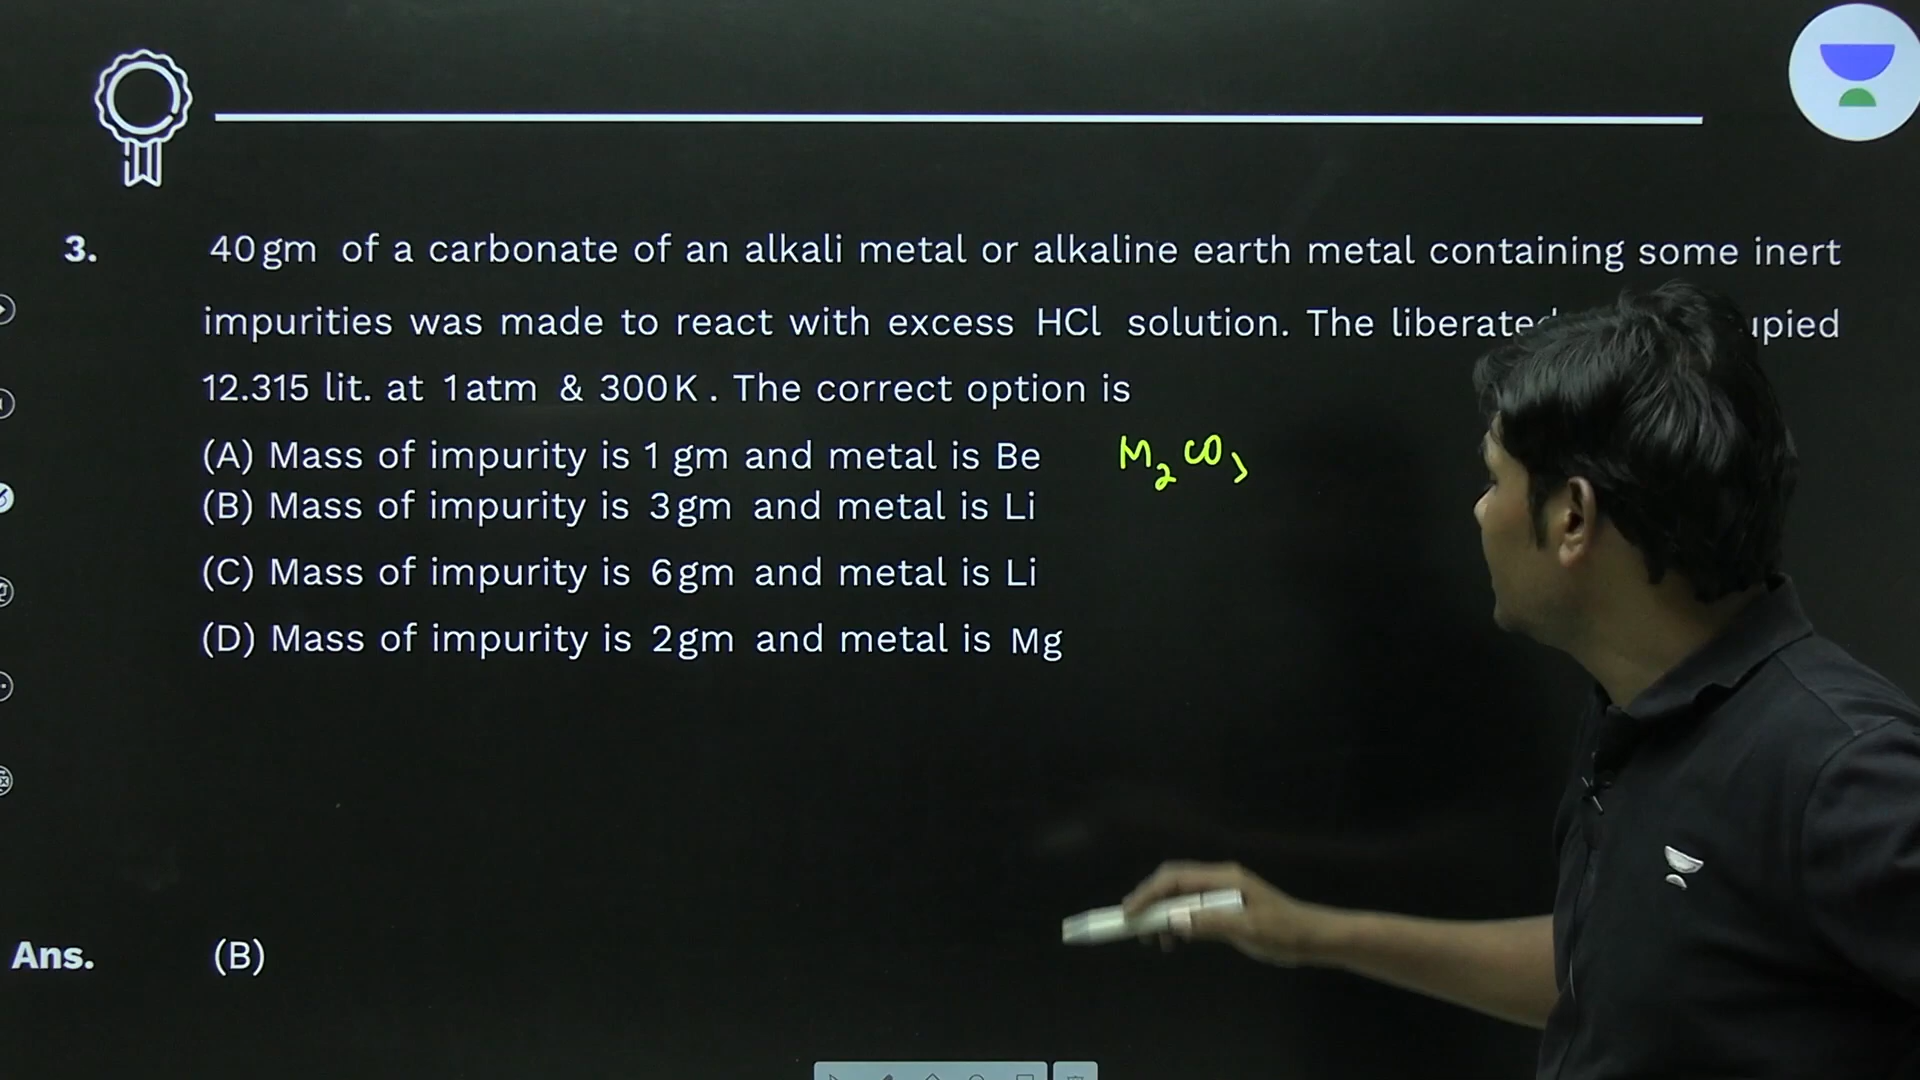 3. 40 gm of a carbonate of an alkali metal or alkaline earth metal containing some inert
impurities was made to react with excess HCl solution. The
12.315 lit. at 1 atm & 300 K. The correct option is
(A) Mass of impurity is 1 gm and metal is Be
M₂CO₃
(B) Mass of impurity is 3 gm and metal is Li
(C) Mass of impurity is 6 gm and metal is Li
(D) Mass of impurity is 2 gm and metal is Mg
Ans. (B)